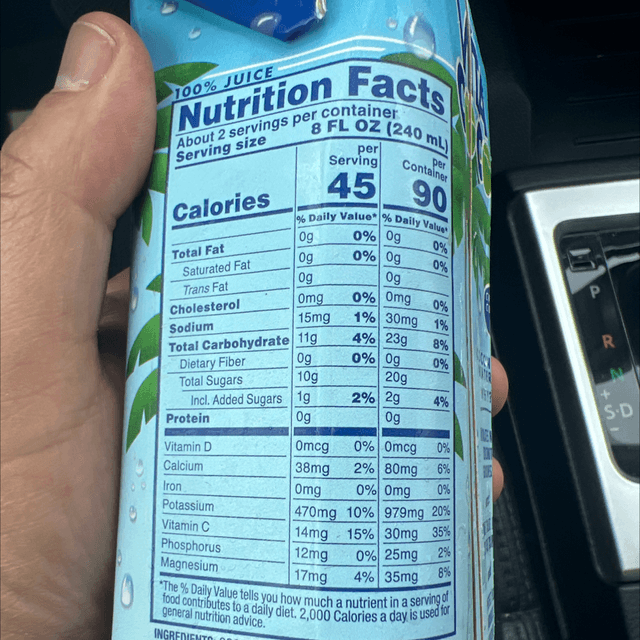 100% JUICE
Nutrition Facts
About 2 servings per container
Serving size 8 FL OZ (240 mL)
per Serving per Container
Calories 45 90
% Daily Value* % Daily Value*
Total Fat 0g 0% 0g 0%
Saturated Fat 0g 0% 0g 0%
Trans Fat 0g 0g
Cholesterol 0mg 0% 0mg 0%
Sodium 15mg 1% 30mg 1%
Total Carbohydrate 11g 4% 23g 8%
Dietary Fiber 0g 0% 0g 0%
Total Sugars 10g 20g
Incl. Added Sugars 1g 2% 2g 4%
Protein 0g 0g
Vitamin D 0mcg 0% 0mcg 0%
Calcium 38mg 2% 80mg 6%
Iron 0mg 0% 0mg 0%
Potassium 470mg 10% 979mg 20%
Vitamin C 14mg 15% 30mg 35%
Phosphorus 12mg 0% 25mg 2%
Magnesium 17mg 4% 35mg 8%
*The % Daily Value tells you how much a nutrient in a serving of
food contributes to a daily diet. 2,000 Calories a day is used for
general nutrition advice.
P
R
N
+
S-D
−